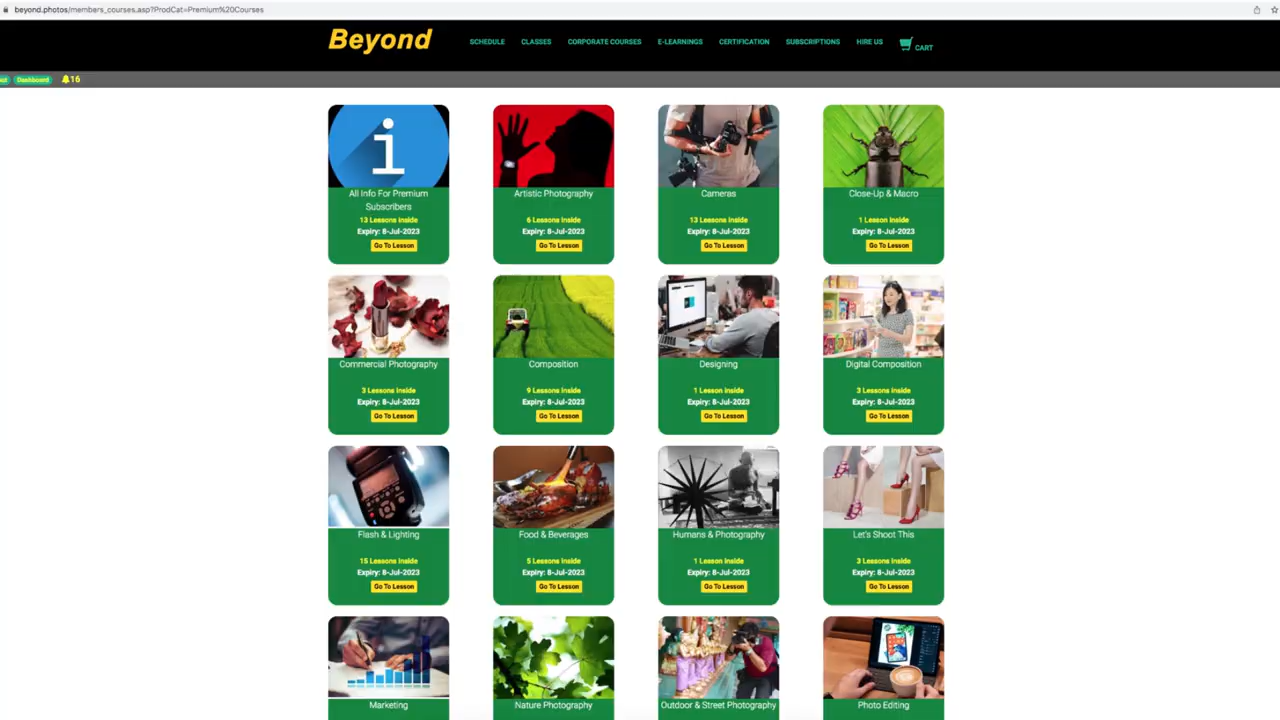 beyond.photos/members_courses.asp?ProdCat=Premium%20Courses
Beyond
SCHEDULE CLASSES CORPORATE COURSES E-LEARNINGS CERTIFICATION SUBSCRIPTIONS HIRE US CART
Dashboard 16
i
All Info For Premium
Subscribers
13 Lessons Inside
Expiry: 8-Jul-2023
Go To Lesson
Artistic Photography
6 Lessons Inside
Expiry: 8-Jul-2023
Go To Lesson
Cameras
13 Lessons Inside
Expiry: 8-Jul-2023
Go To Lesson
Close-Up & Macro
1 Lesson Inside
Expiry: 8-Jul-2023
Go To Lesson
Commercial Photography
3 Lessons Inside
Expiry: 8-Jul-2023
Go To Lesson
Composition
9 Lessons Inside
Expiry: 8-Jul-2023
Go To Lesson
Designing
1 Lesson Inside
Expiry: 8-Jul-2023
Go To Lesson
Digital Composition
3 Lessons Inside
Expiry: 8-Jul-2023
Go To Lesson
Flash & Lighting
15 Lessons Inside
Expiry: 8-Jul-2023
Go To Lesson
Food & Beverages
5 Lessons Inside
Expiry: 8-Jul-2023
Go To Lesson
Humans & Photography
1 Lesson Inside
Expiry: 8-Jul-2023
Go To Lesson
Let's Shoot This
3 Lessons Inside
Expiry: 8-Jul-2023
Go To Lesson
Marketing
Nature Photography
Outdoor & Street Photography
Photo Editing